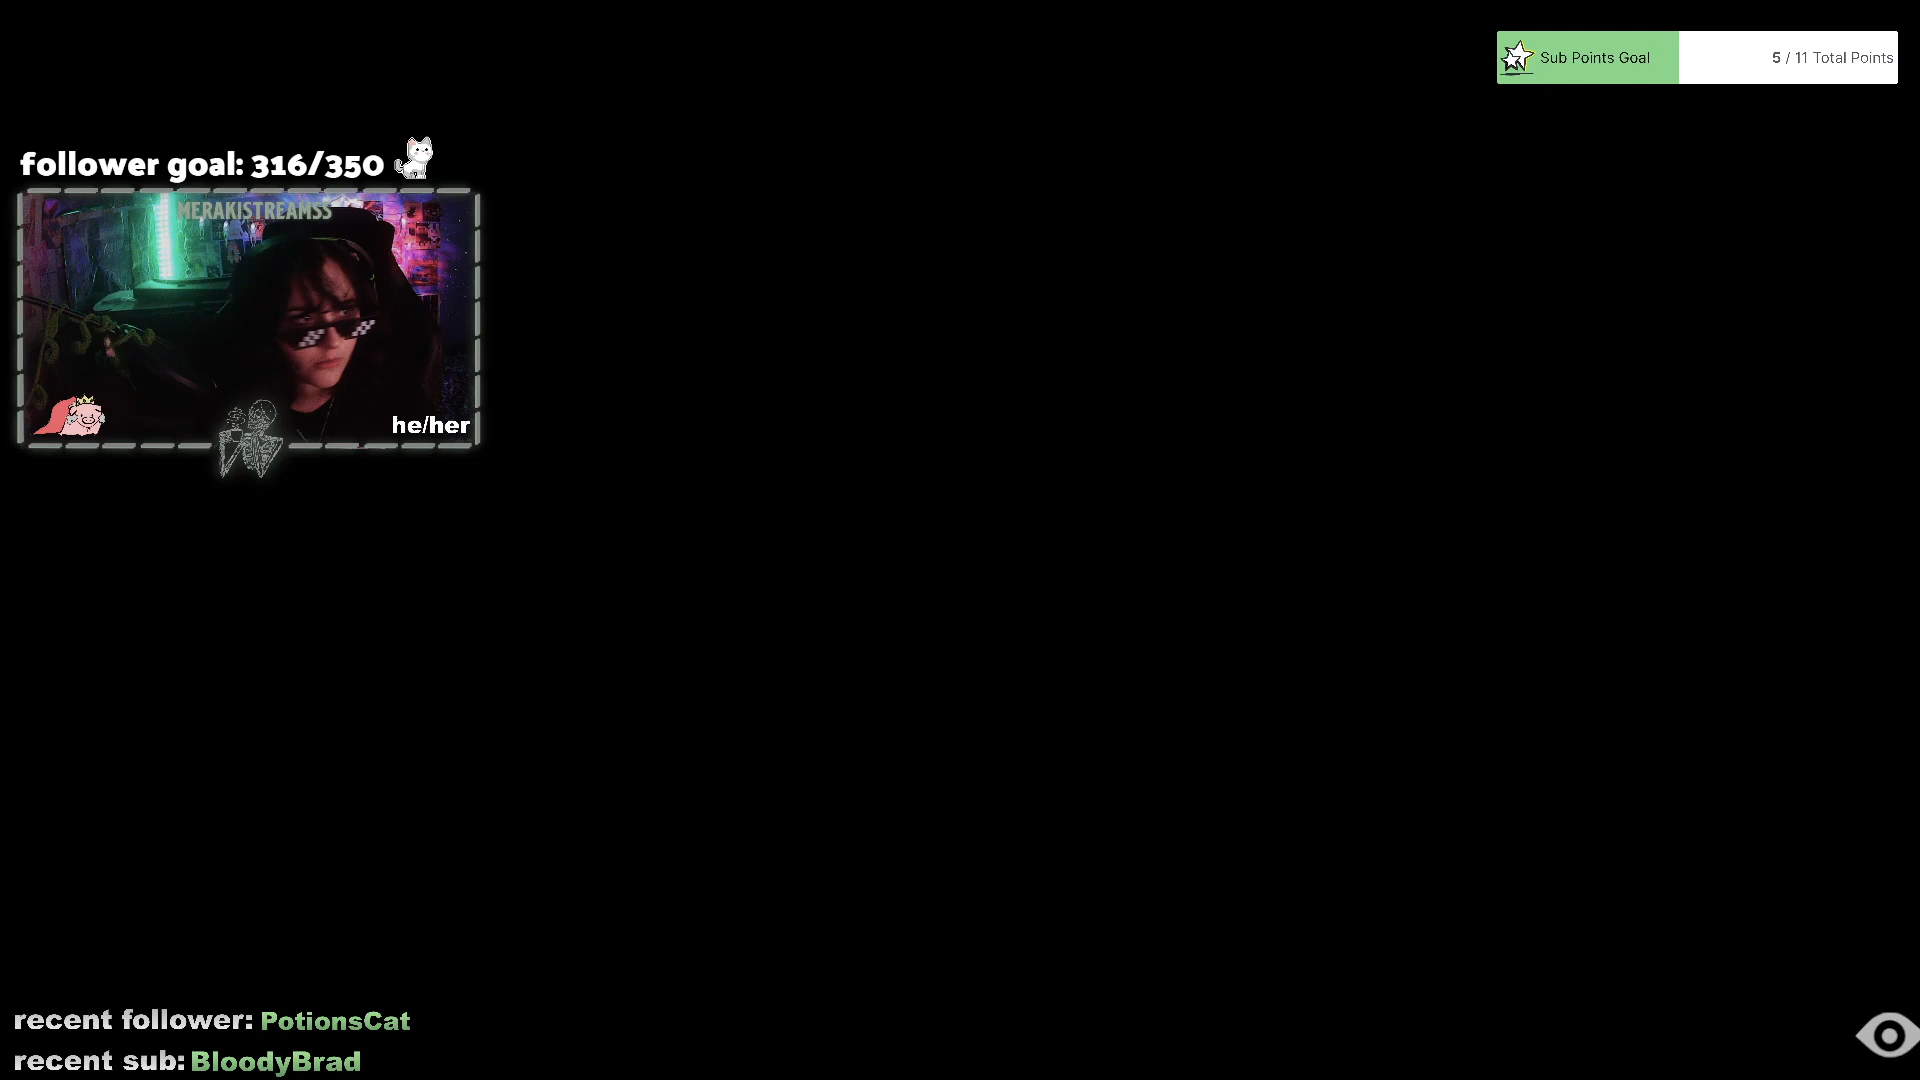 Sub Points Goal 5 / 11 Total Points
follower goal: 316/350
MERAKISTREAMSS
he/her
recent follower: PotionsCat
recent sub: BloodyBrad